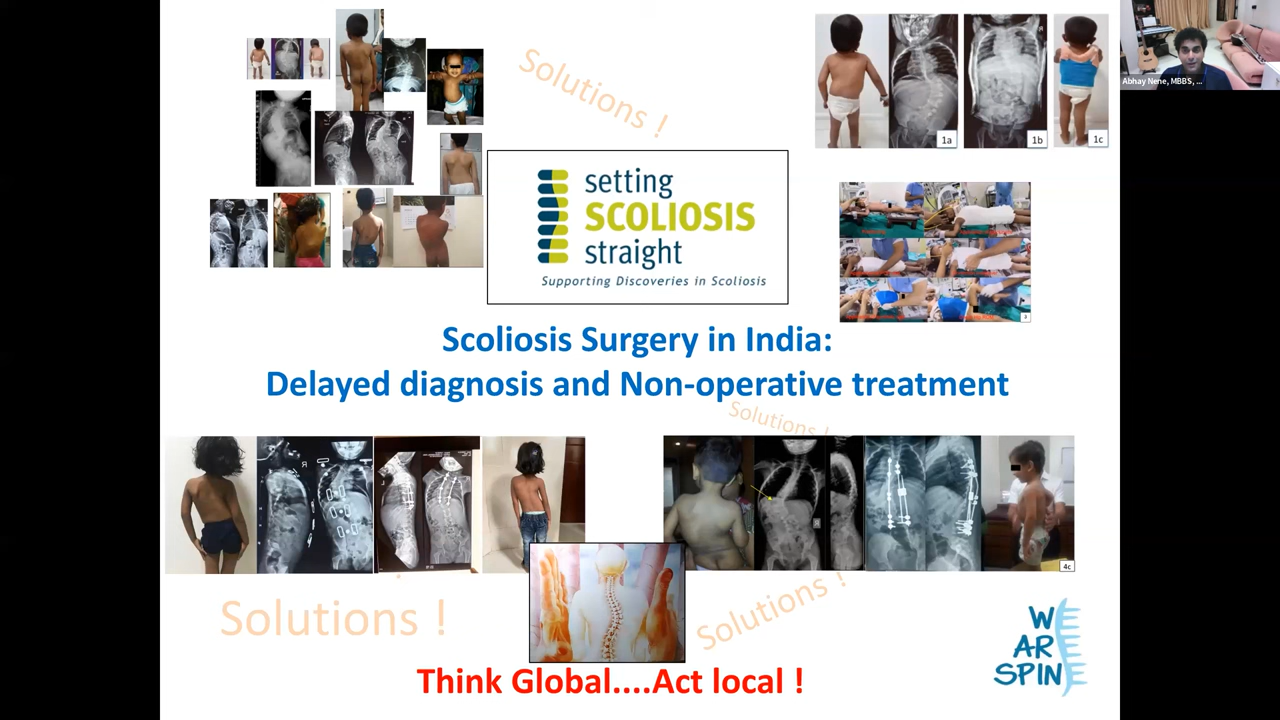 Solutions !
1a
1b
1c
Abhay Nene, MBBS, ...
setting
SCOLIOSIS
straight
Supporting Discoveries in Scoliosis
3
Scoliosis Surgery in India:
Delayed diagnosis and Non-operative treatment
Solutions !
R
4c
Solutions !
Solutions !
W
AR
SPIN
Think Global....Act local !